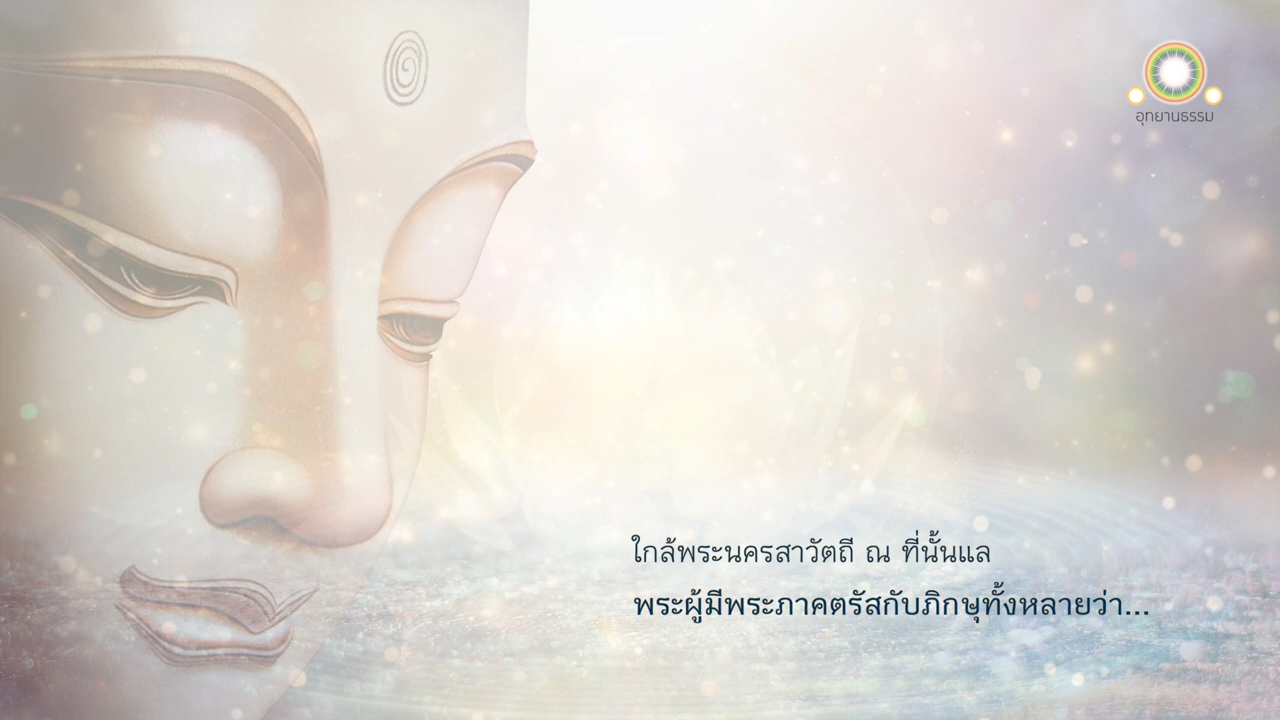 อุทยานธรรม
ใกล้พระนครสาวัตถี ณ ที่นั้นแล
พระผู้มีพระภาคตรัสกับภิกษุทั้งหลายว่า...